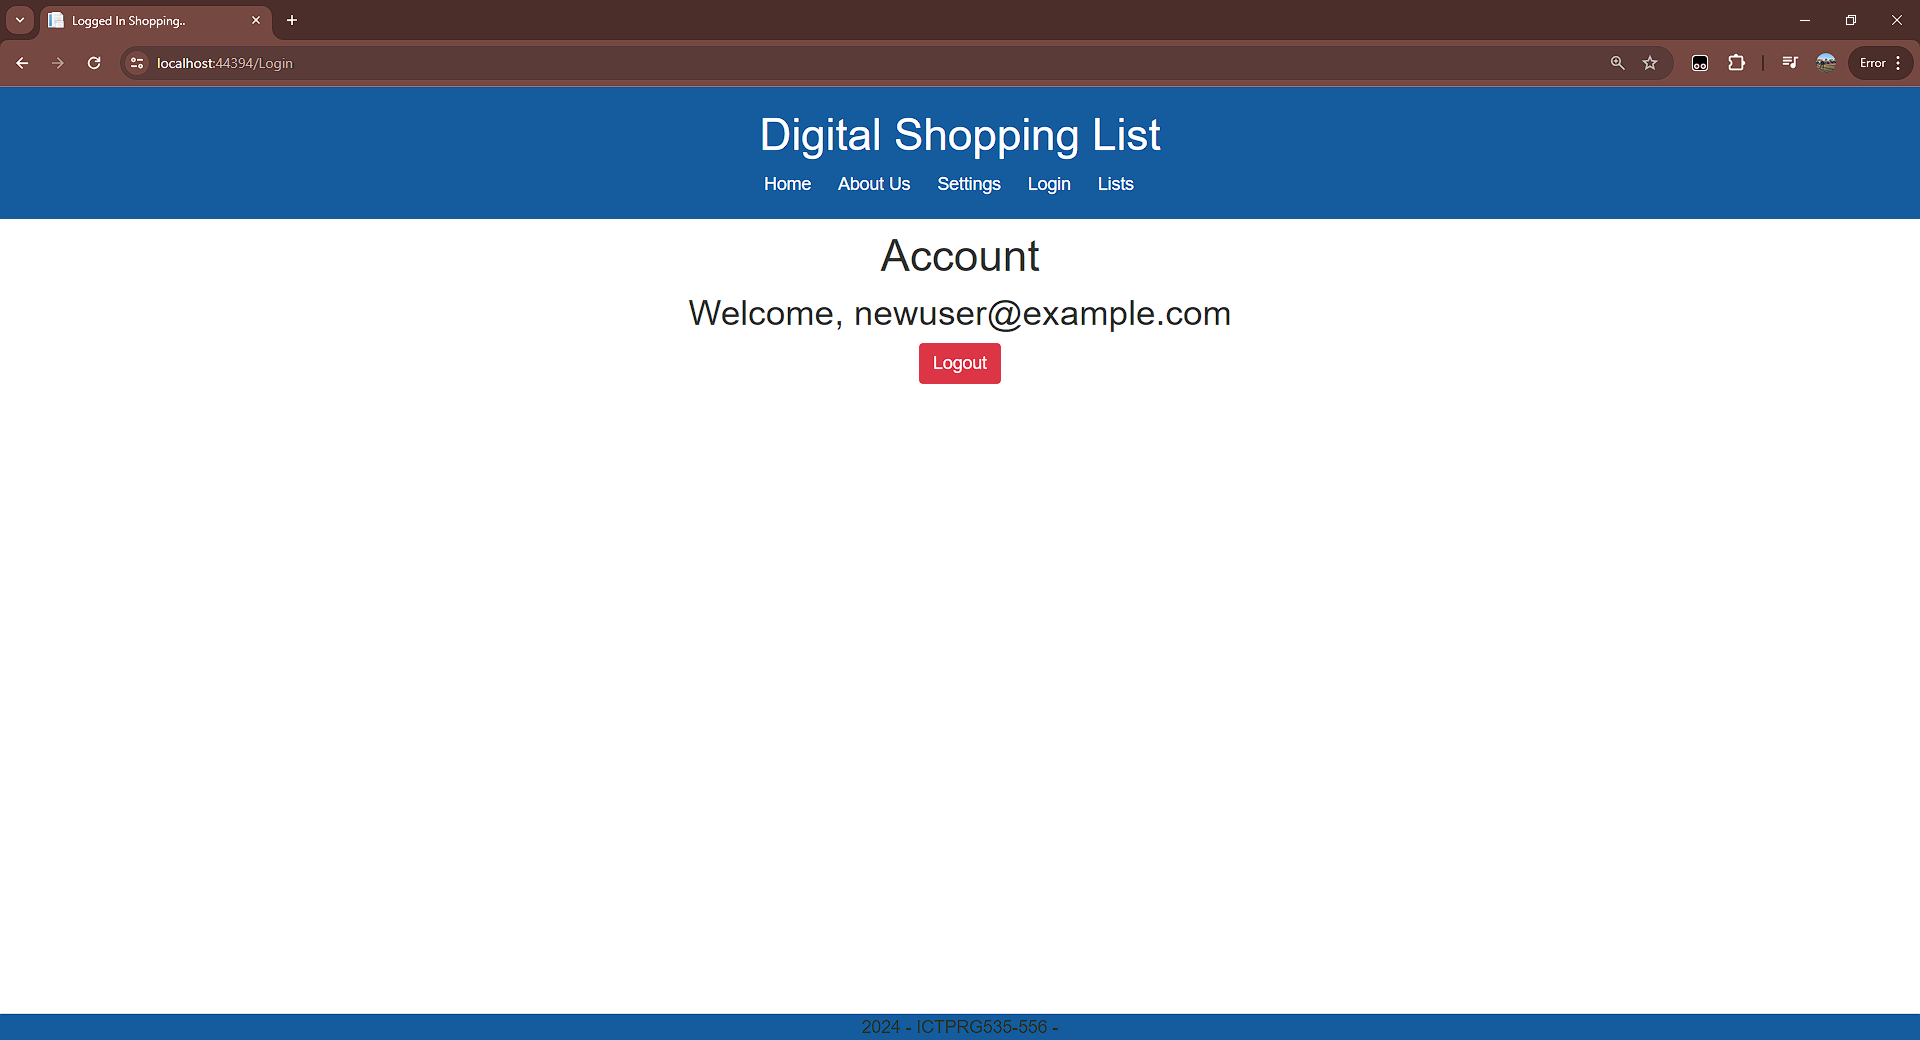 Logged In Shopping..
localhost:44394/Login
Error
Digital Shopping List
Home About Us Settings Login Lists
Account
Welcome, newuser@example.com
Logout
2024 - ICTPRG535-556 -